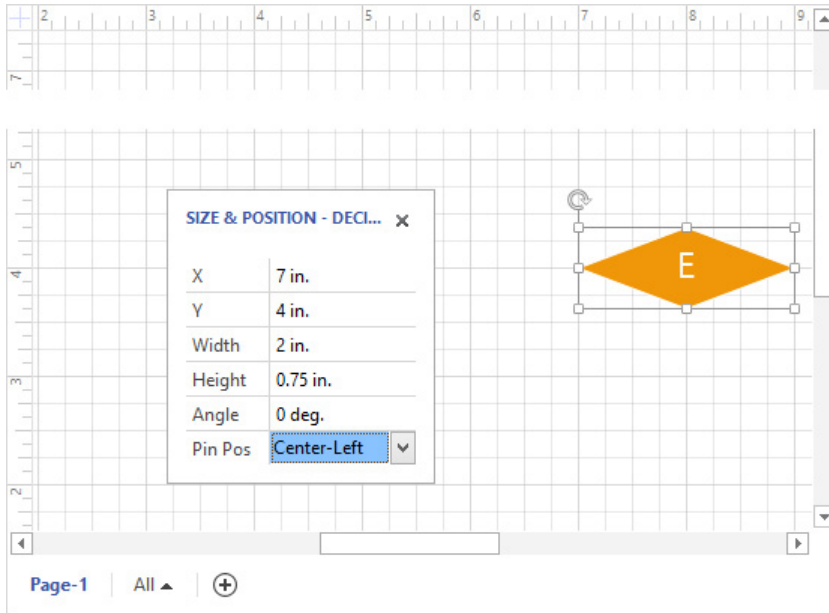 2 3 4 5 6 7 8 9
7
5
SIZE & POSITION - DECI...
X 7 in.
E
4
Y 4 in.
Width 2 in.
Height 0.75 in.
3
Angle 0 deg.
Pin Pos Center-Left
2
Page-1 All